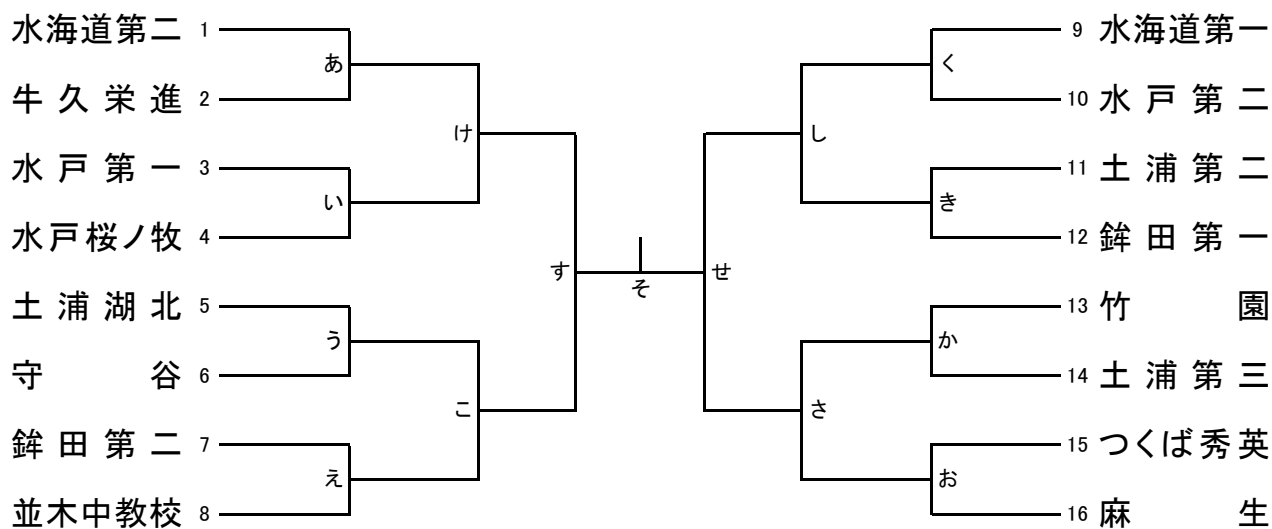 水海道第二 1
牛久栄進 2
水戸第一 3
水戸桜ノ牧 4
土浦湖北 5
守谷 6
鉾田第二 7
並木中教校 8
あ
い
う
え
け
こ
す
そ
せ
し
さ
く
き
か
お
9 水海道第一
10 水戸第二
11 土浦第二
12 鉾田第一
13 竹園
14 土浦第三
15 つくば秀英
16 麻生